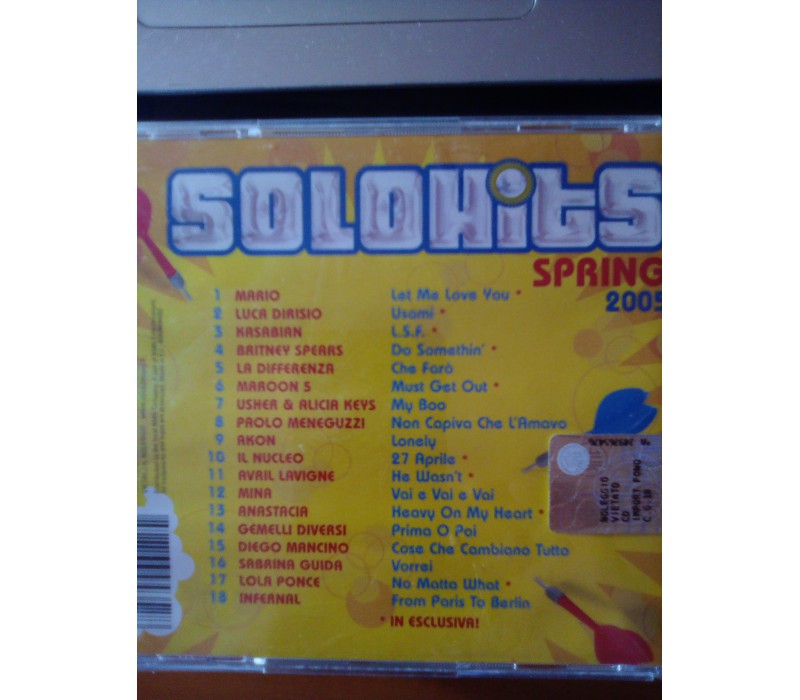 SOLOHiTS
SPRING
2005
1 MARIO Let Me Love You *
2 LUCA DIRISIO Usami *
3 KASABIAN L.S.F. *
4 BRITNEY SPEARS Do Somethin' *
5 LA DIFFERENZA Che Farò
6 MAROON 5 Must Get Out *
7 USHER & ALICIA KEYS My Boo
8 PAOLO MENEGUZZI Non Capiva Che L'Amavo
9 AKON Lonely
10 IL NUCLEO 27 Aprile *
11 AVRIL LAVIGNE He Wasn't *
12 MINA Vai e Vai e Vai
13 ANASTACIA Heavy On My Heart *
14 GEMELLI DIVERSI Prima O Poi
15 DIEGO MANCINO Cose Che Cambiano Tutto
16 SABRINA GUIDA Vorrei
17 LOLA PONCE No Matta What *
18 INFERNAL From Paris To Berlin
* IN ESCLUSIVA!
NOLEGGIO
VIETATO
CD
IMPORT FONO